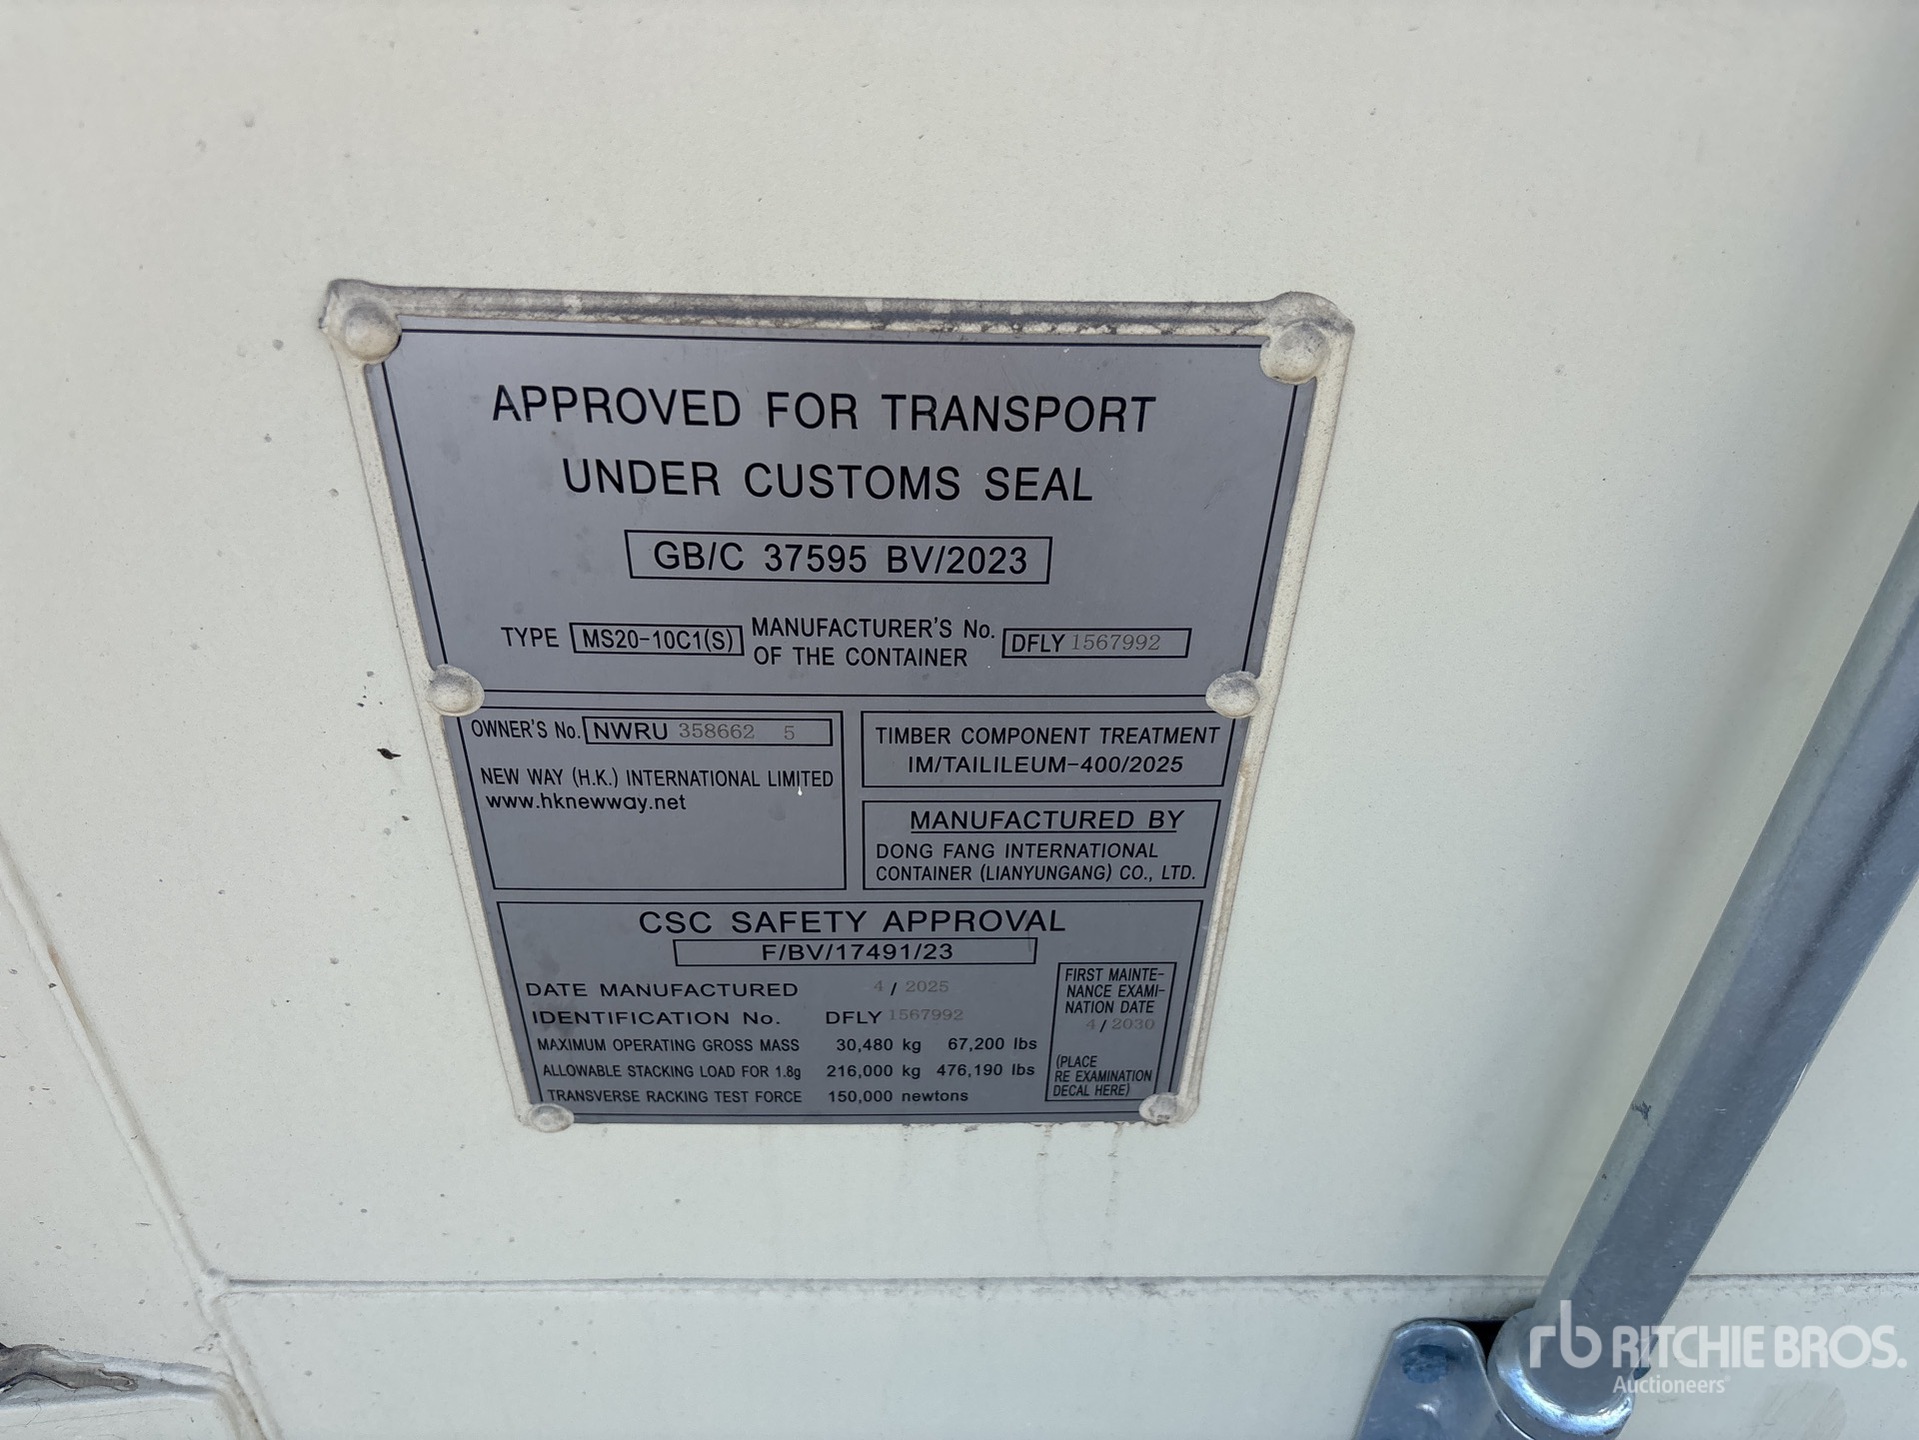 APPROVED FOR TRANSPORT
UNDER CUSTOMS SEAL
GB/C 37595 BV/2023
TYPE MS20-10C1(S) MANUFACTURER'S No. OF THE CONTAINER DFLY 1567992
OWNER'S No. NWRU 358662 5
NEW WAY (H.K.) INTERNATIONAL LIMITED
www.hknewway.net
TIMBER COMPONENT TREATMENT
IM/TAILILEUM-400/2025
MANUFACTURED BY
DONG FANG INTERNATIONAL
CONTAINER (LIANYUNGANG) CO., LTD.
CSC SAFETY APPROVAL
F/BV/17491/23
DATE MANUFACTURED 4 / 2025
IDENTIFICATION No. DFLY 1567992
MAXIMUM OPERATING GROSS MASS 30,480 kg 67,200 lbs
ALLOWABLE STACKING LOAD FOR 1.8g 216,000 kg 476,190 lbs
TRANSVERSE RACKING TEST FORCE 150,000 newtons
FIRST MAINTE-
NANCE EXAMI-
NATION DATE
4 / 2030
(PLACE
RE EXAMINATION
DECAL HERE)
rb RITCHIE BROS.
Auctioneers